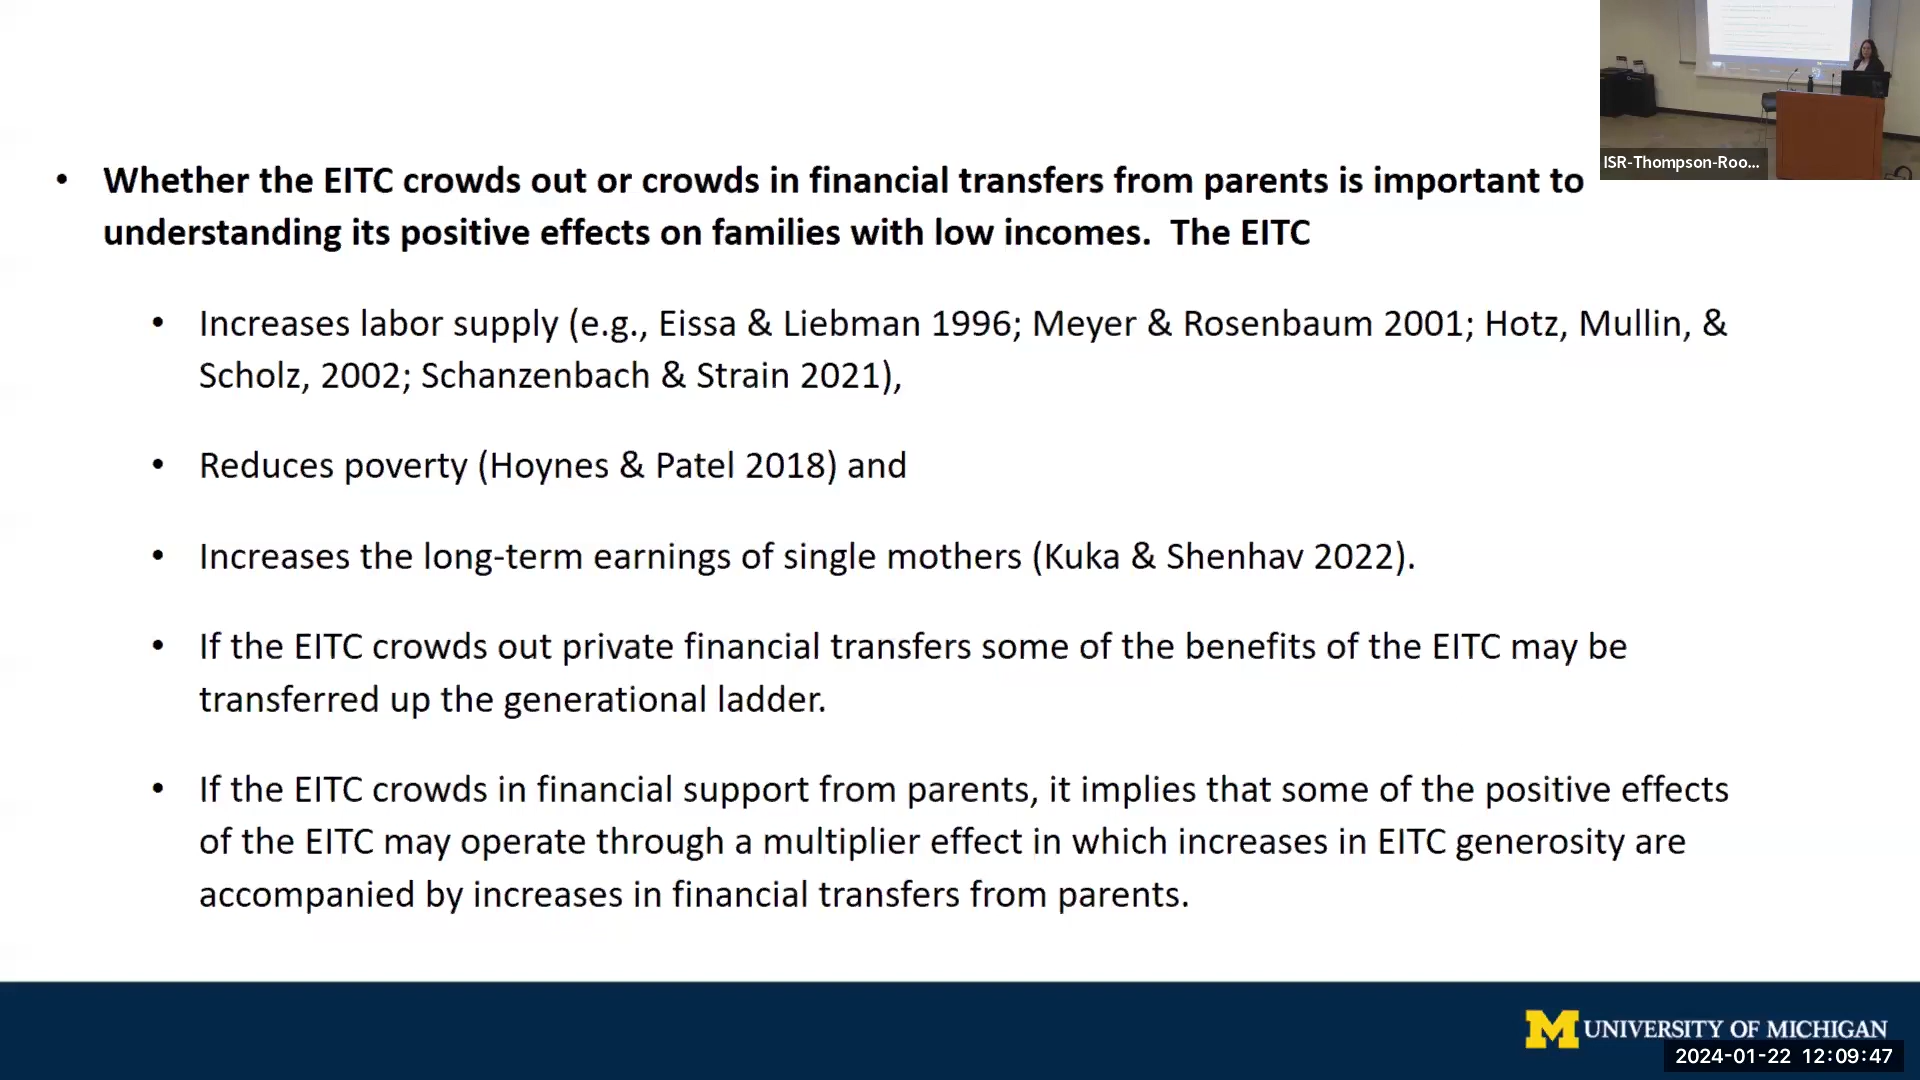 ISR-Thompson-Roo...
• Whether the EITC crowds out or crowds in financial transfers from parents is important to
understanding its positive effects on families with low incomes.  The EITC
• Increases labor supply (e.g., Eissa & Liebman 1996; Meyer & Rosenbaum 2001; Hotz, Mullin, &
Scholz, 2002; Schanzenbach & Strain 2021),
• Reduces poverty (Hoynes & Patel 2018) and
• Increases the long-term earnings of single mothers (Kuka & Shenhav 2022).
• If the EITC crowds out private financial transfers some of the benefits of the EITC may be
transferred up the generational ladder.
• If the EITC crowds in financial support from parents, it implies that some of the positive effects
of the EITC may operate through a multiplier effect in which increases in EITC generosity are
accompanied by increases in financial transfers from parents.
M UNIVERSITY OF MICHIGAN
2024-01-22 12:09:47